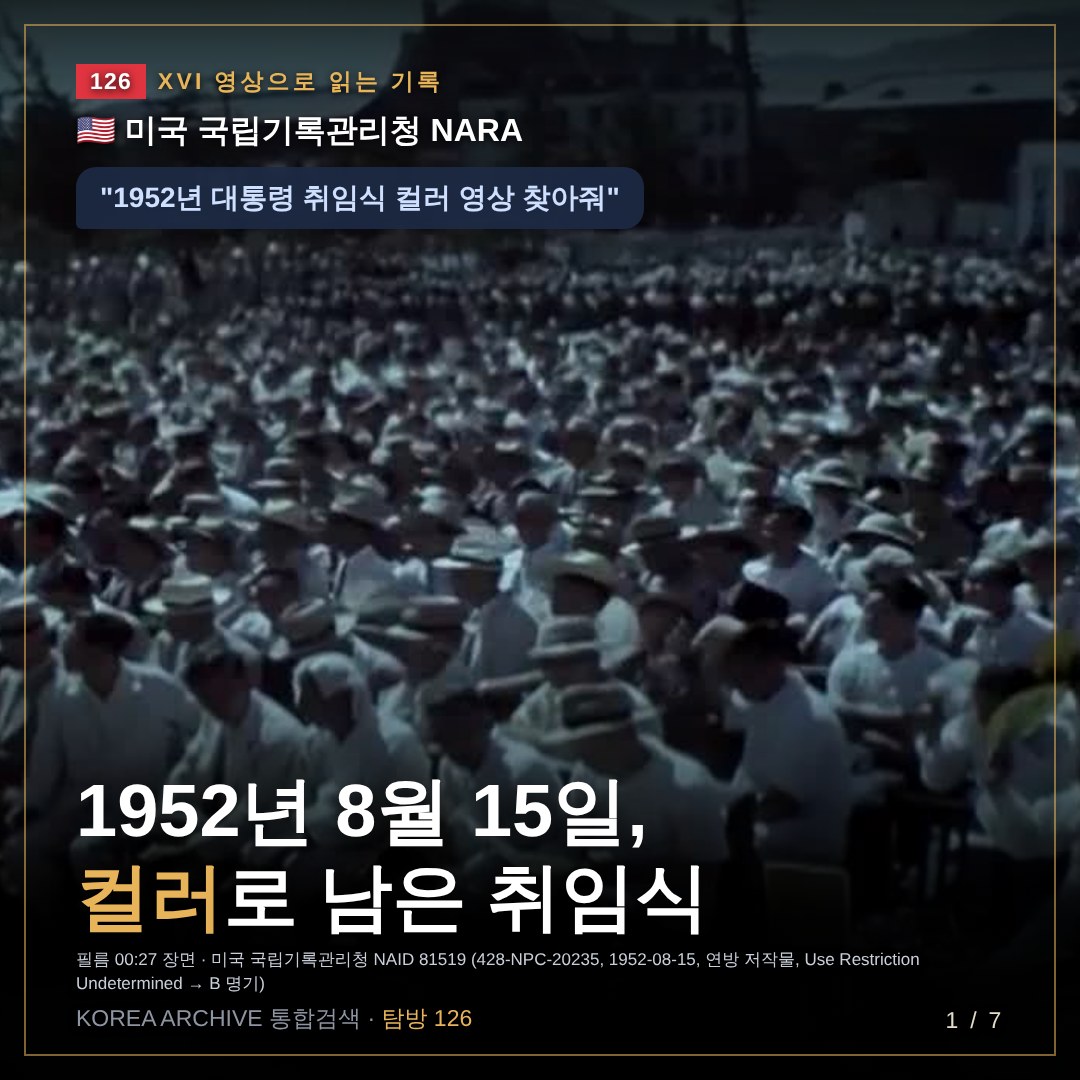 126 XVI 영상으로 읽는 기록
🇺🇸 미국 국립기록관리청 NARA
"1952년 대통령 취임식 컬러 영상 찾아줘"
1952년 8월 15일,
컬러로 남은 취임식
필름 00:27 장면 · 미국 국립기록관리청 NAID 81519 (428-NPC-20235, 1952-08-15, 연방 저작물, Use Restriction
Undetermined → B 명기)
KOREA ARCHIVE 통합검색 · 탐방 126
1 / 7